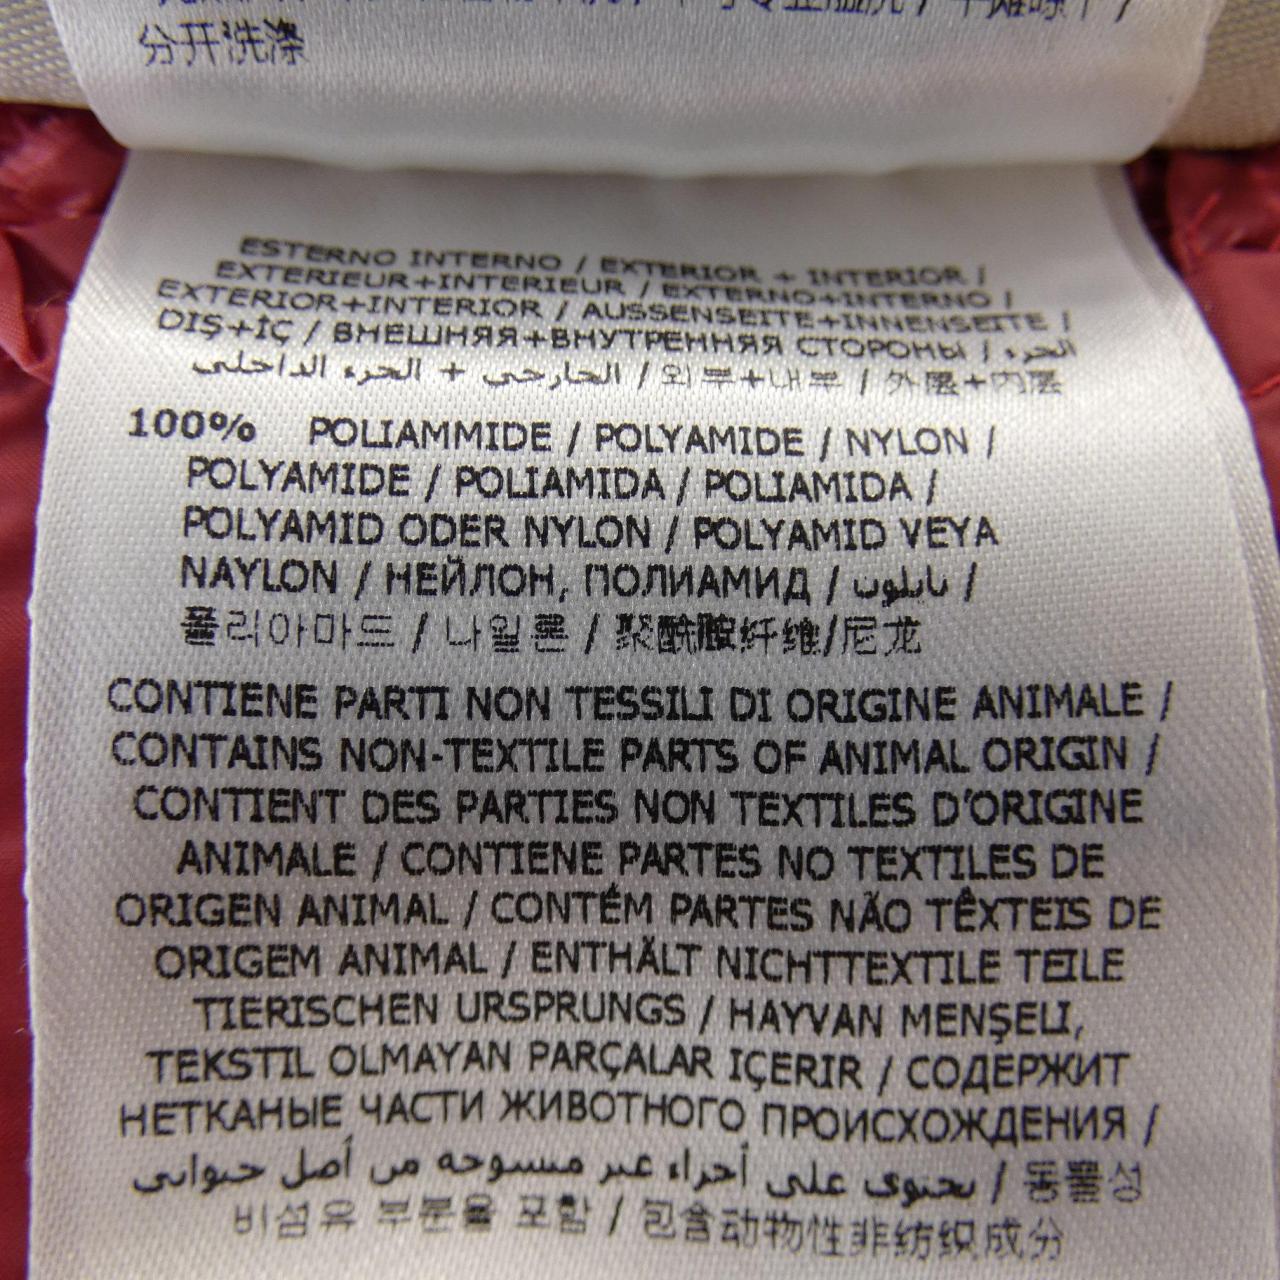 分开洗涤
ESTERNO INTERNO / EXTERIOR + INTERIOR /
EXTERIEUR+INTERIEUR / EXTERNO+INTERNO /
EXTERIOR+INTERIOR / AUSSENSEITE+INNENSEITE /
DIŞ+İÇ / ВНЕШНЯЯ+ВНУТРЕННЯЯ СТОРОНЫ / الجزء
الخارجي + الجزء الداخلي / 외부+내부 / 外层+内层
100% POLIAMMIDE / POLYAMIDE / NYLON /
POLYAMIDE / POLIAMIDA / POLIAMIDA /
POLYAMID ODER NYLON / POLYAMID VEYA
NAYLON / НЕЙЛОН, ПОЛИАМИД / نايلون /
폴리아마드 / 나일론 / 聚酰胺纤维/尼龙
CONTIENE PARTI NON TESSILI DI ORIGINE ANIMALE /
CONTAINS NON-TEXTILE PARTS OF ANIMAL ORIGIN /
CONTIENT DES PARTIES NON TEXTILES D'ORIGINE
ANIMALE / CONTIENE PARTES NO TEXTILES DE
ORIGEN ANIMAL / CONTÉM PARTES NÃO TÊXTEIS DE
ORIGEM ANIMAL / ENTHÄLT NICHTTEXTILE TEILE
TIERISCHEN URSPRUNGS / HAYVAN MENŞELI,
TEKSTIL OLMAYAN PARÇALAR IÇERIR / СОДЕРЖИТ
НЕТКАНЫЕ ЧАСТИ ЖИВОТНОГО ПРОИСХОЖДЕНИЯ /
يحتوي على أجزاء غير منسوجة من أصل حيواني / 동물성
비섬유 부분을 포함 / 包含动物性非纺织成分